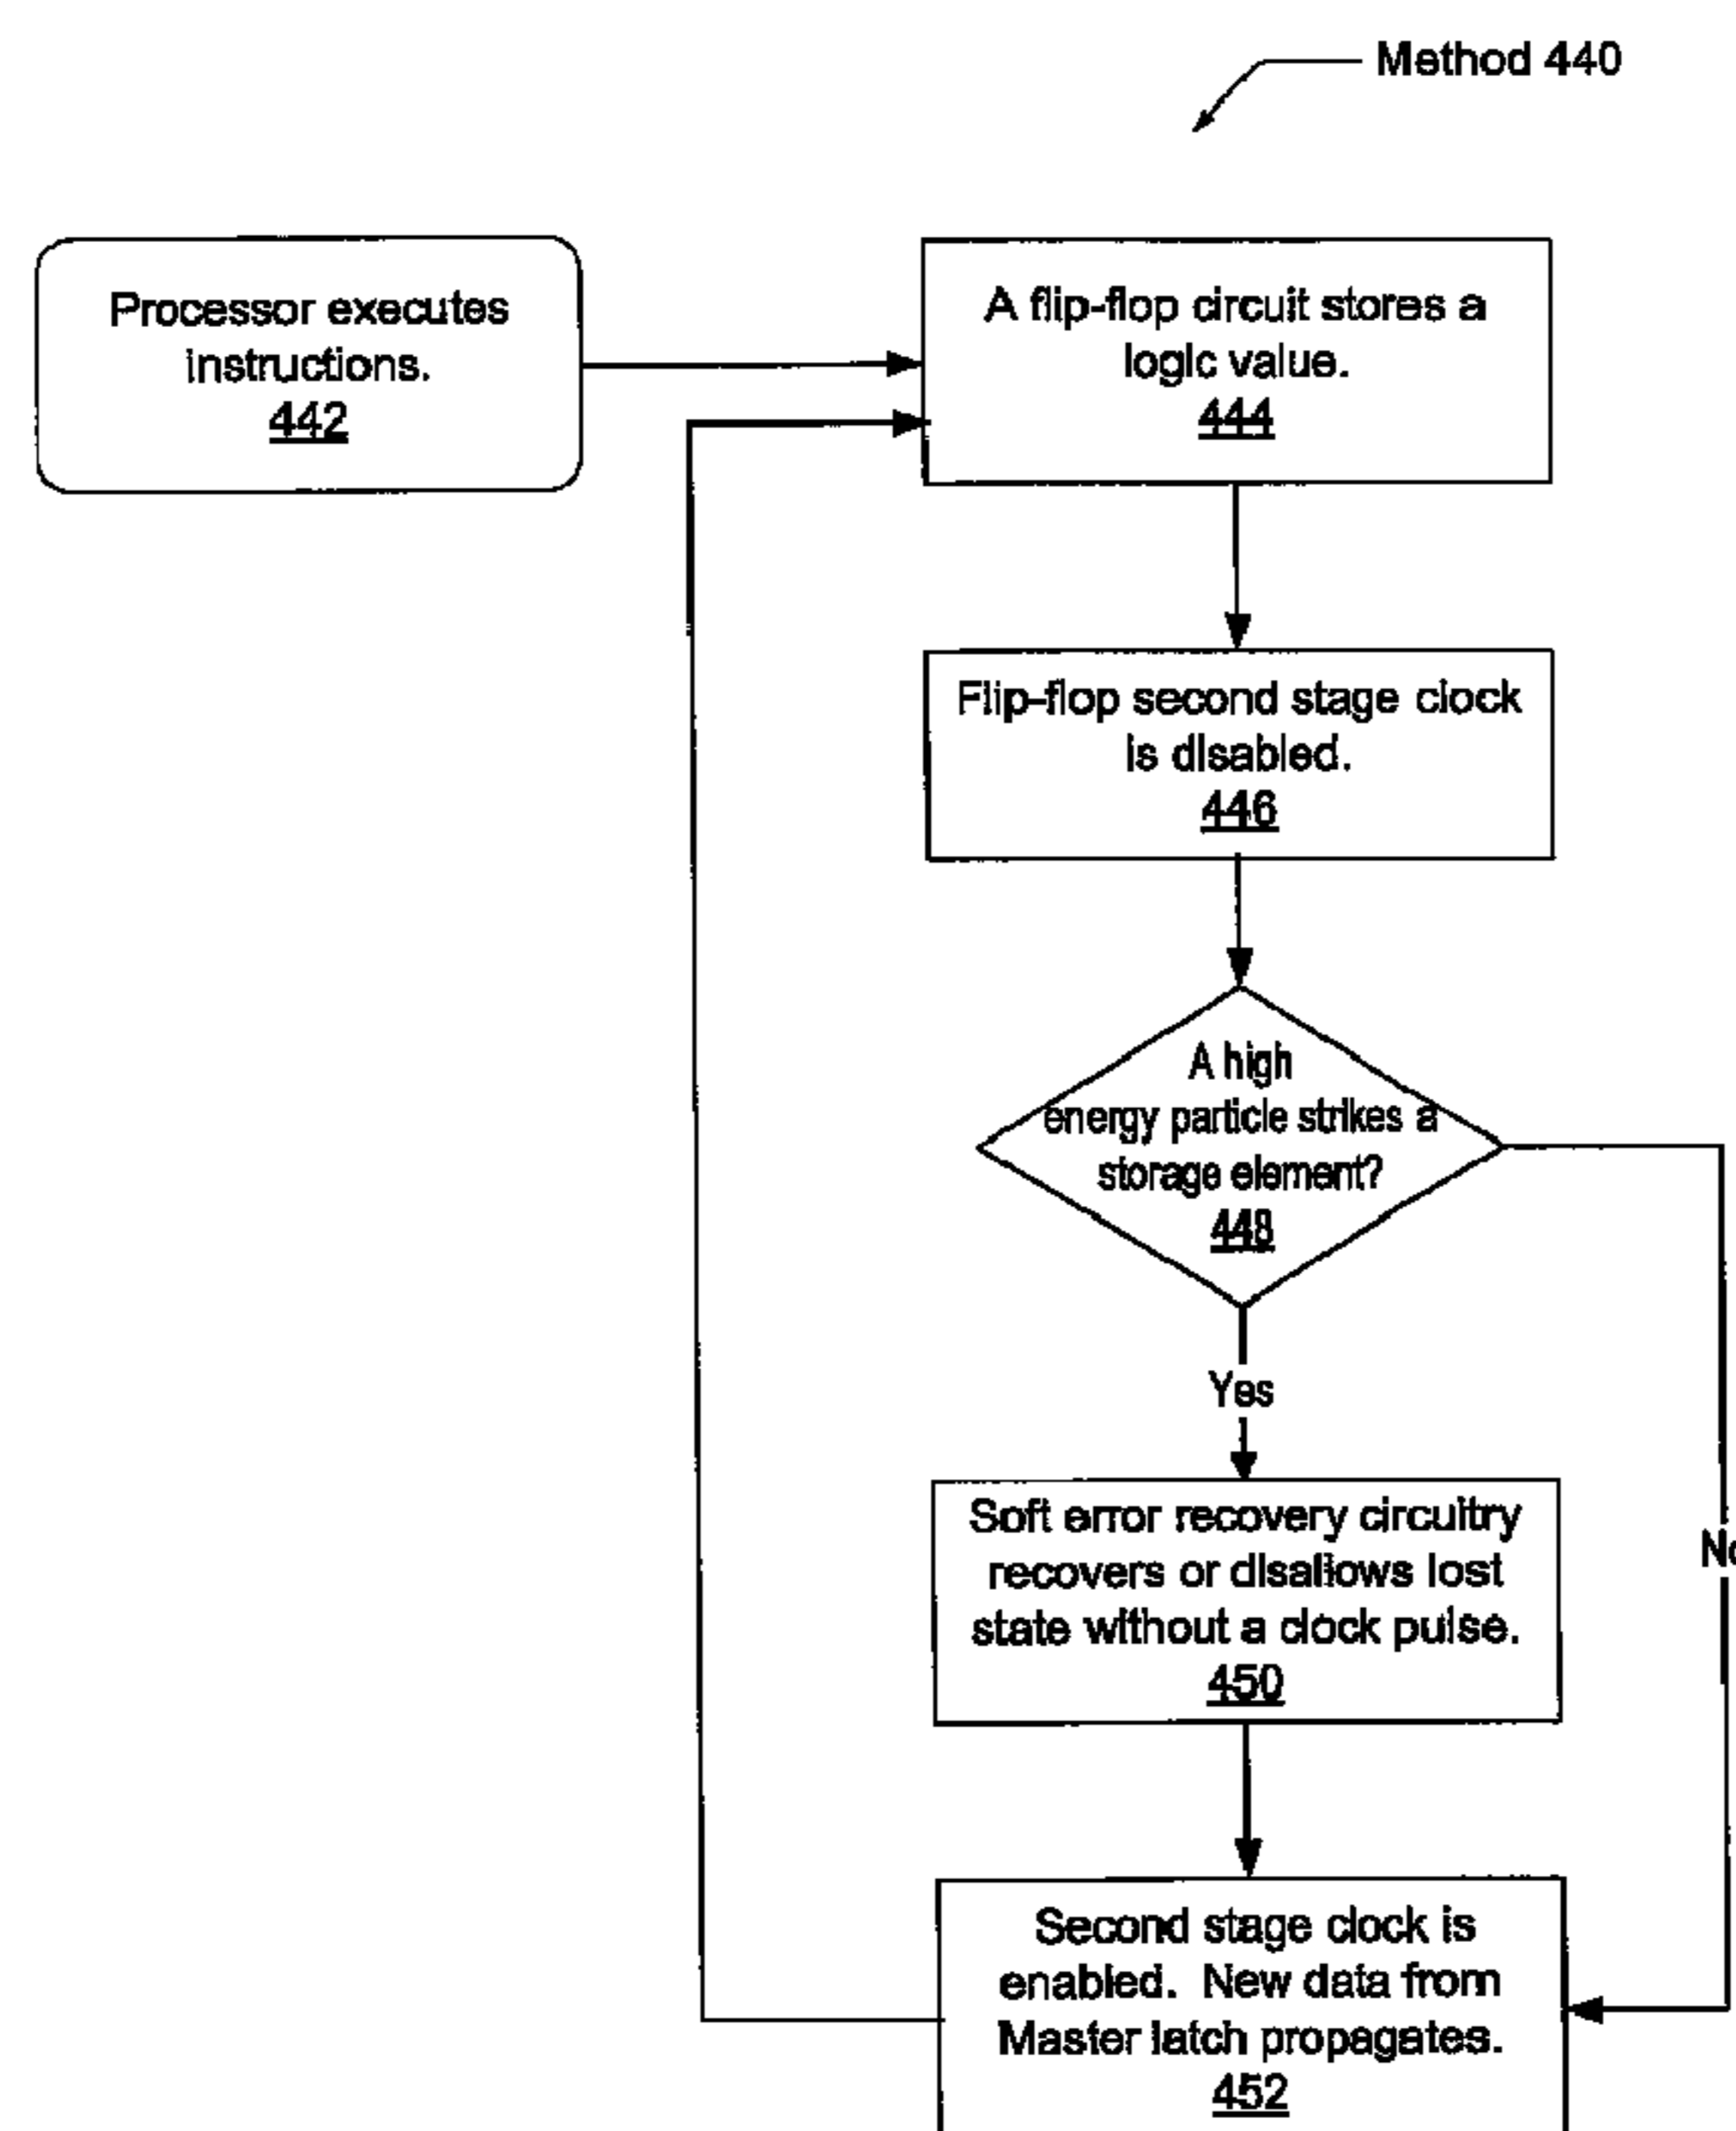 Method 440
Processor executes
instructions.
442
A flip-flop circuit stores a
logic value.
444
Flip-flop second stage clock
is disabled.
446
A high
energy particle strikes a
storage element?
448
Yes
Soft error recovery circuitry
recovers or disallows lost
state without a clock pulse.
450
No
Second stage clock is
enabled. New data from
Master latch propagates.
452